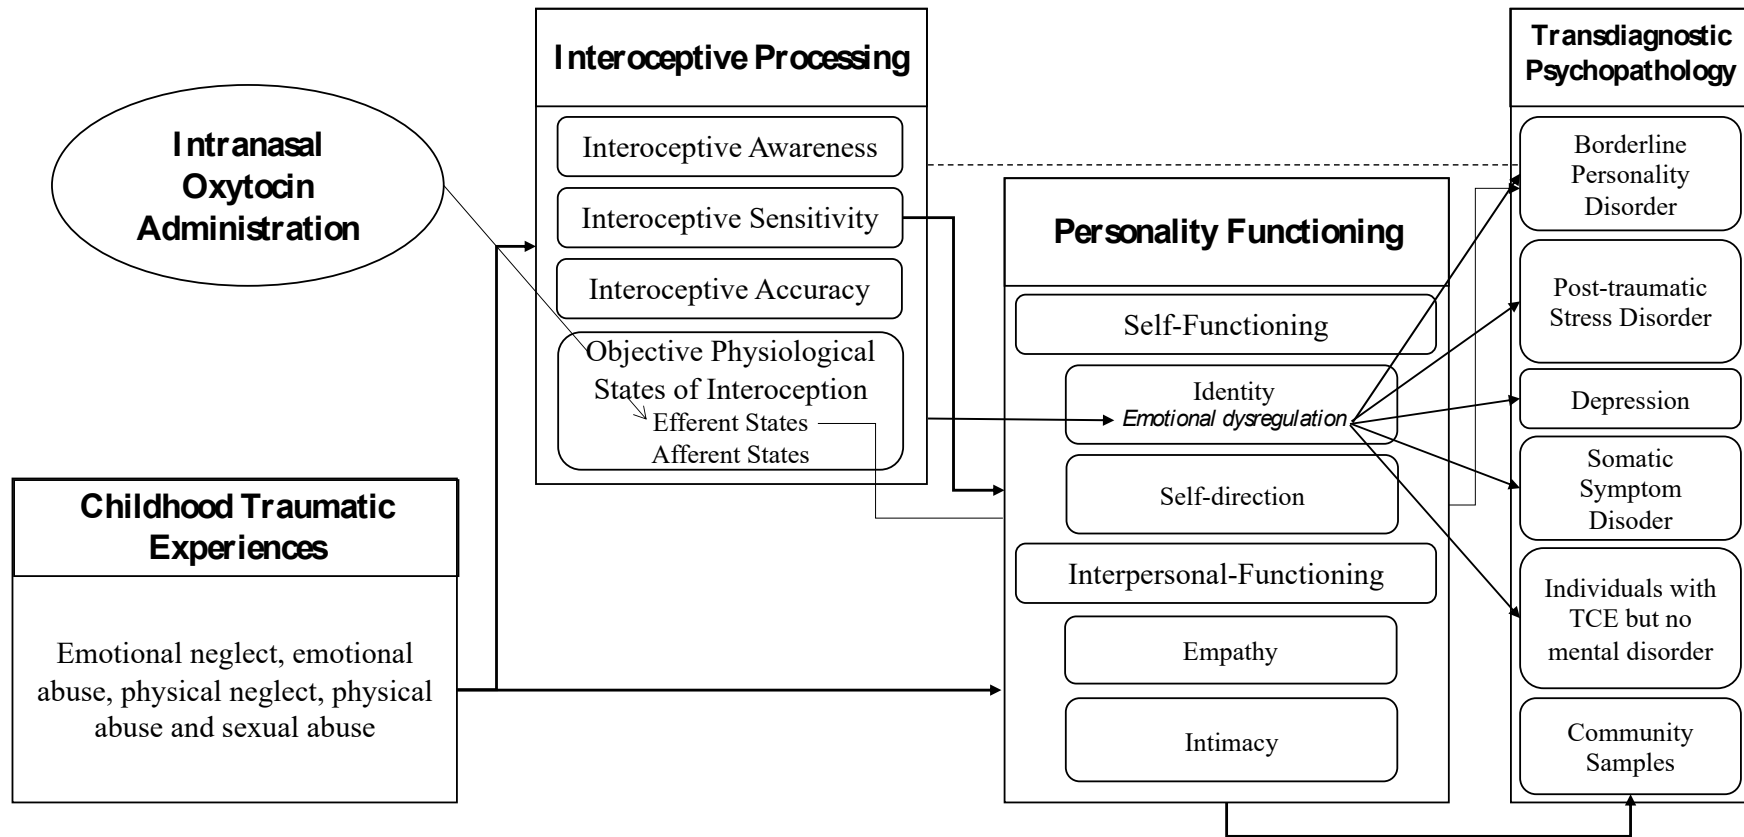 Intranasal
Oxytocin
Administration
Childhood Traumatic
Experiences
Emotional neglect, emotional
abuse, physical neglect, physical
abuse and sexual abuse
Interoceptive Processing
Interoceptive Awareness
Interoceptive Sensitivity
Interoceptive Accuracy
Objective Physiological
States of Interoception
Efferent States
Afferent States
Personality Functioning
Self-Functioning
Identity
Emotional dysregulation
Self-direction
Interpersonal-Functioning
Empathy
Intimacy
Transdiagnostic
Psychopathology
Borderline
Personality
Disorder
Post-traumatic
Stress Disorder
Depression
Somatic
Symptom
Disoder
Individuals with
TCE but no
mental disorder
Community
Samples